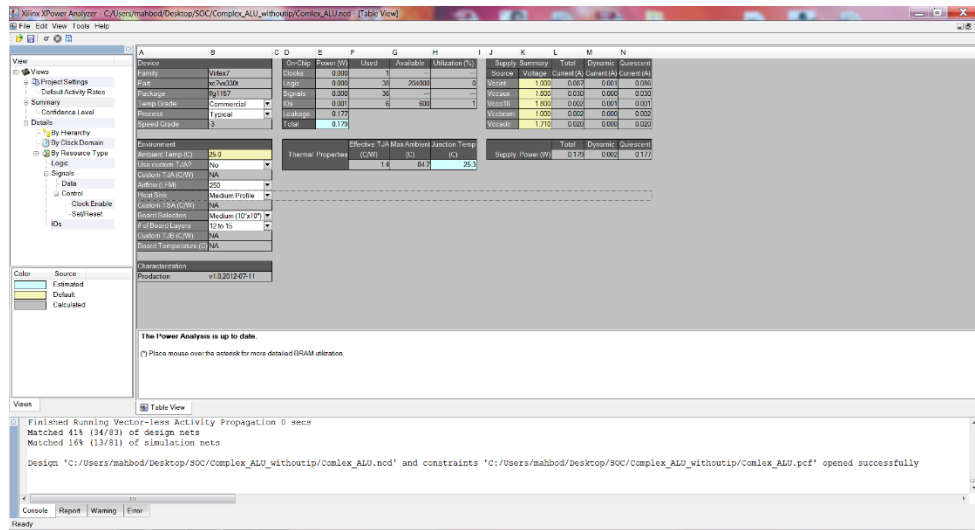 Xilinx XPower Analyzer - C:/Users/mahbod/Desktop/SOC/Complex_ALU_withoutip/Comlex_ALU.ncd - [Table View]
File Edit View Tools Help
View
Views
Project Settings
Default Activity Rates
Summary
Confidence Level
Details
By Hierarchy
By Clock Domain
By Resource Type
Logic
Signals
Data
Control
Clock Enable
Set/Reset
IOs
Color Source
Estimated
Default
Calculated
Views
A B C D E F G H I J K L M N
Device
Family Virtex7
Part xc7vx330t
Package ffg1157
Temp Grade Commercial
Process Typical
Speed Grade -3
Environment
Ambient Temp (C) 25.0
Use custom TJA? No
Custom TJA (C/W) NA
Airflow (LFM) 250
Heat Sink Medium Profile
Custom TSA (C/W) NA
Board Selection Medium (10"x10")
# of Board Layers 12 to 15
Custom TJB (C/W) NA
Board Temperature (C) NA
Characterization
Production v1.0,2012-07-11
On-Chip Power (W) Used Available Utilization (%)
Clocks 0.000 1 --- ---
Logic 0.000 38 204000 0
Signals 0.000 36 --- ---
IOs 0.001 6 600 1
Leakage 0.177
Total 0.179
Effective TJA Max Ambient Junction Temp
Thermal Properties (C/W) (C) (C)
1.4 84.7 25.3
Supply Summary Total Dynamic Quiescent
Source Voltage Current (A) Current (A) Current (A)
Vccint 1.000 0.087 0.001 0.086
Vccaux 1.800 0.030 0.000 0.030
Vcco18 1.800 0.002 0.001 0.001
Vccbram 1.000 0.002 0.000 0.002
Vccadc 1.710 0.020 0.000 0.020
Total Dynamic Quiescent
Supply Power (W) 0.179 0.002 0.177
The Power Analysis is up to date.
(*) Place mouse over the asterisk for more detailed BRAM utilization.
Table View
Finished Running Vector-less Activity Propagation 0 secs
Matched 41% (34/83) of design nets
Matched 16% (13/81) of simulation nets
Design 'C:/Users/mahbod/Desktop/SOC/Complex_ALU_withoutip/Comlex_ALU.ncd' and constraints 'C:/Users/mahbod/Desktop/SOC/Complex_ALU_withoutip/Comlex_ALU.pcf' opened successfully
Console Report Warning Error
Ready